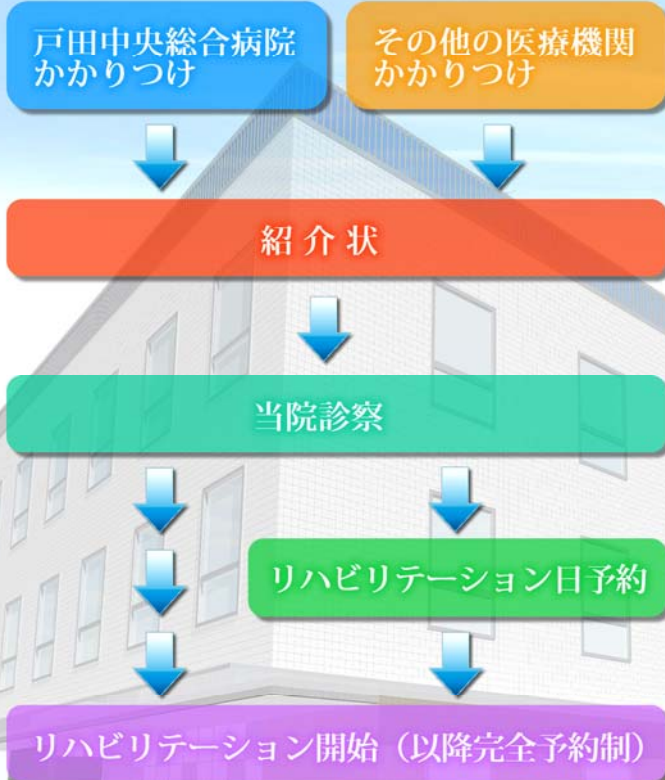 戸田中央総合病院
かかりつけ
その他の医療機関
かかりつけ
紹介状
当院診察
リハビリテーション日予約
リハビリテーション開始（以降完全予約制）